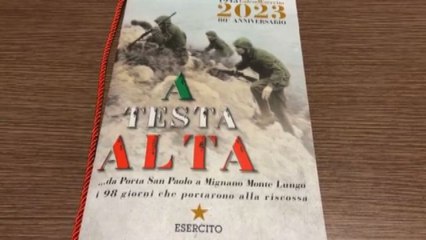 2023
80° ANNIVERSARIO
A
TESTA
ALTA
...da Porta San Paolo a Mignano Monte Lungo
i 98 giorni che portarono alla riscossa
ESERCITO